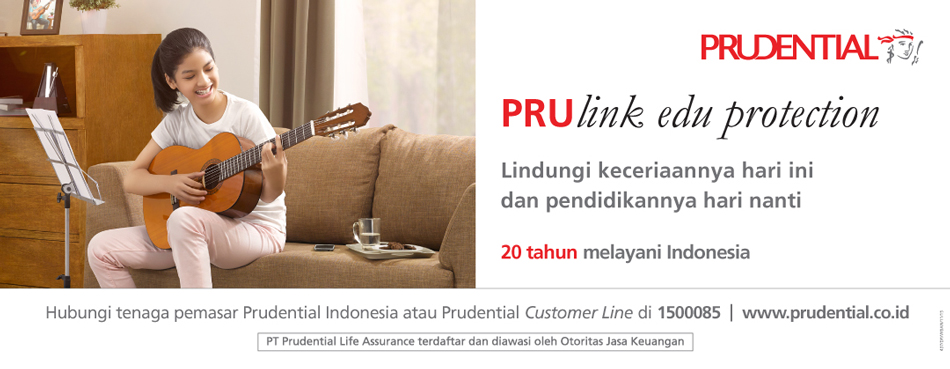 PRUDENTIAL
PRUlink edu protection
Lindungi keceriaannya hari ini
dan pendidikannya hari nanti
20 tahun melayani Indonesia
Hubungi tenaga pemasar Prudential Indonesia atau Prudential Customer Line di 1500085 | www.prudential.co.id
PT Prudential Life Assurance terdaftar dan diawasi oleh Otoritas Jasa Keuangan